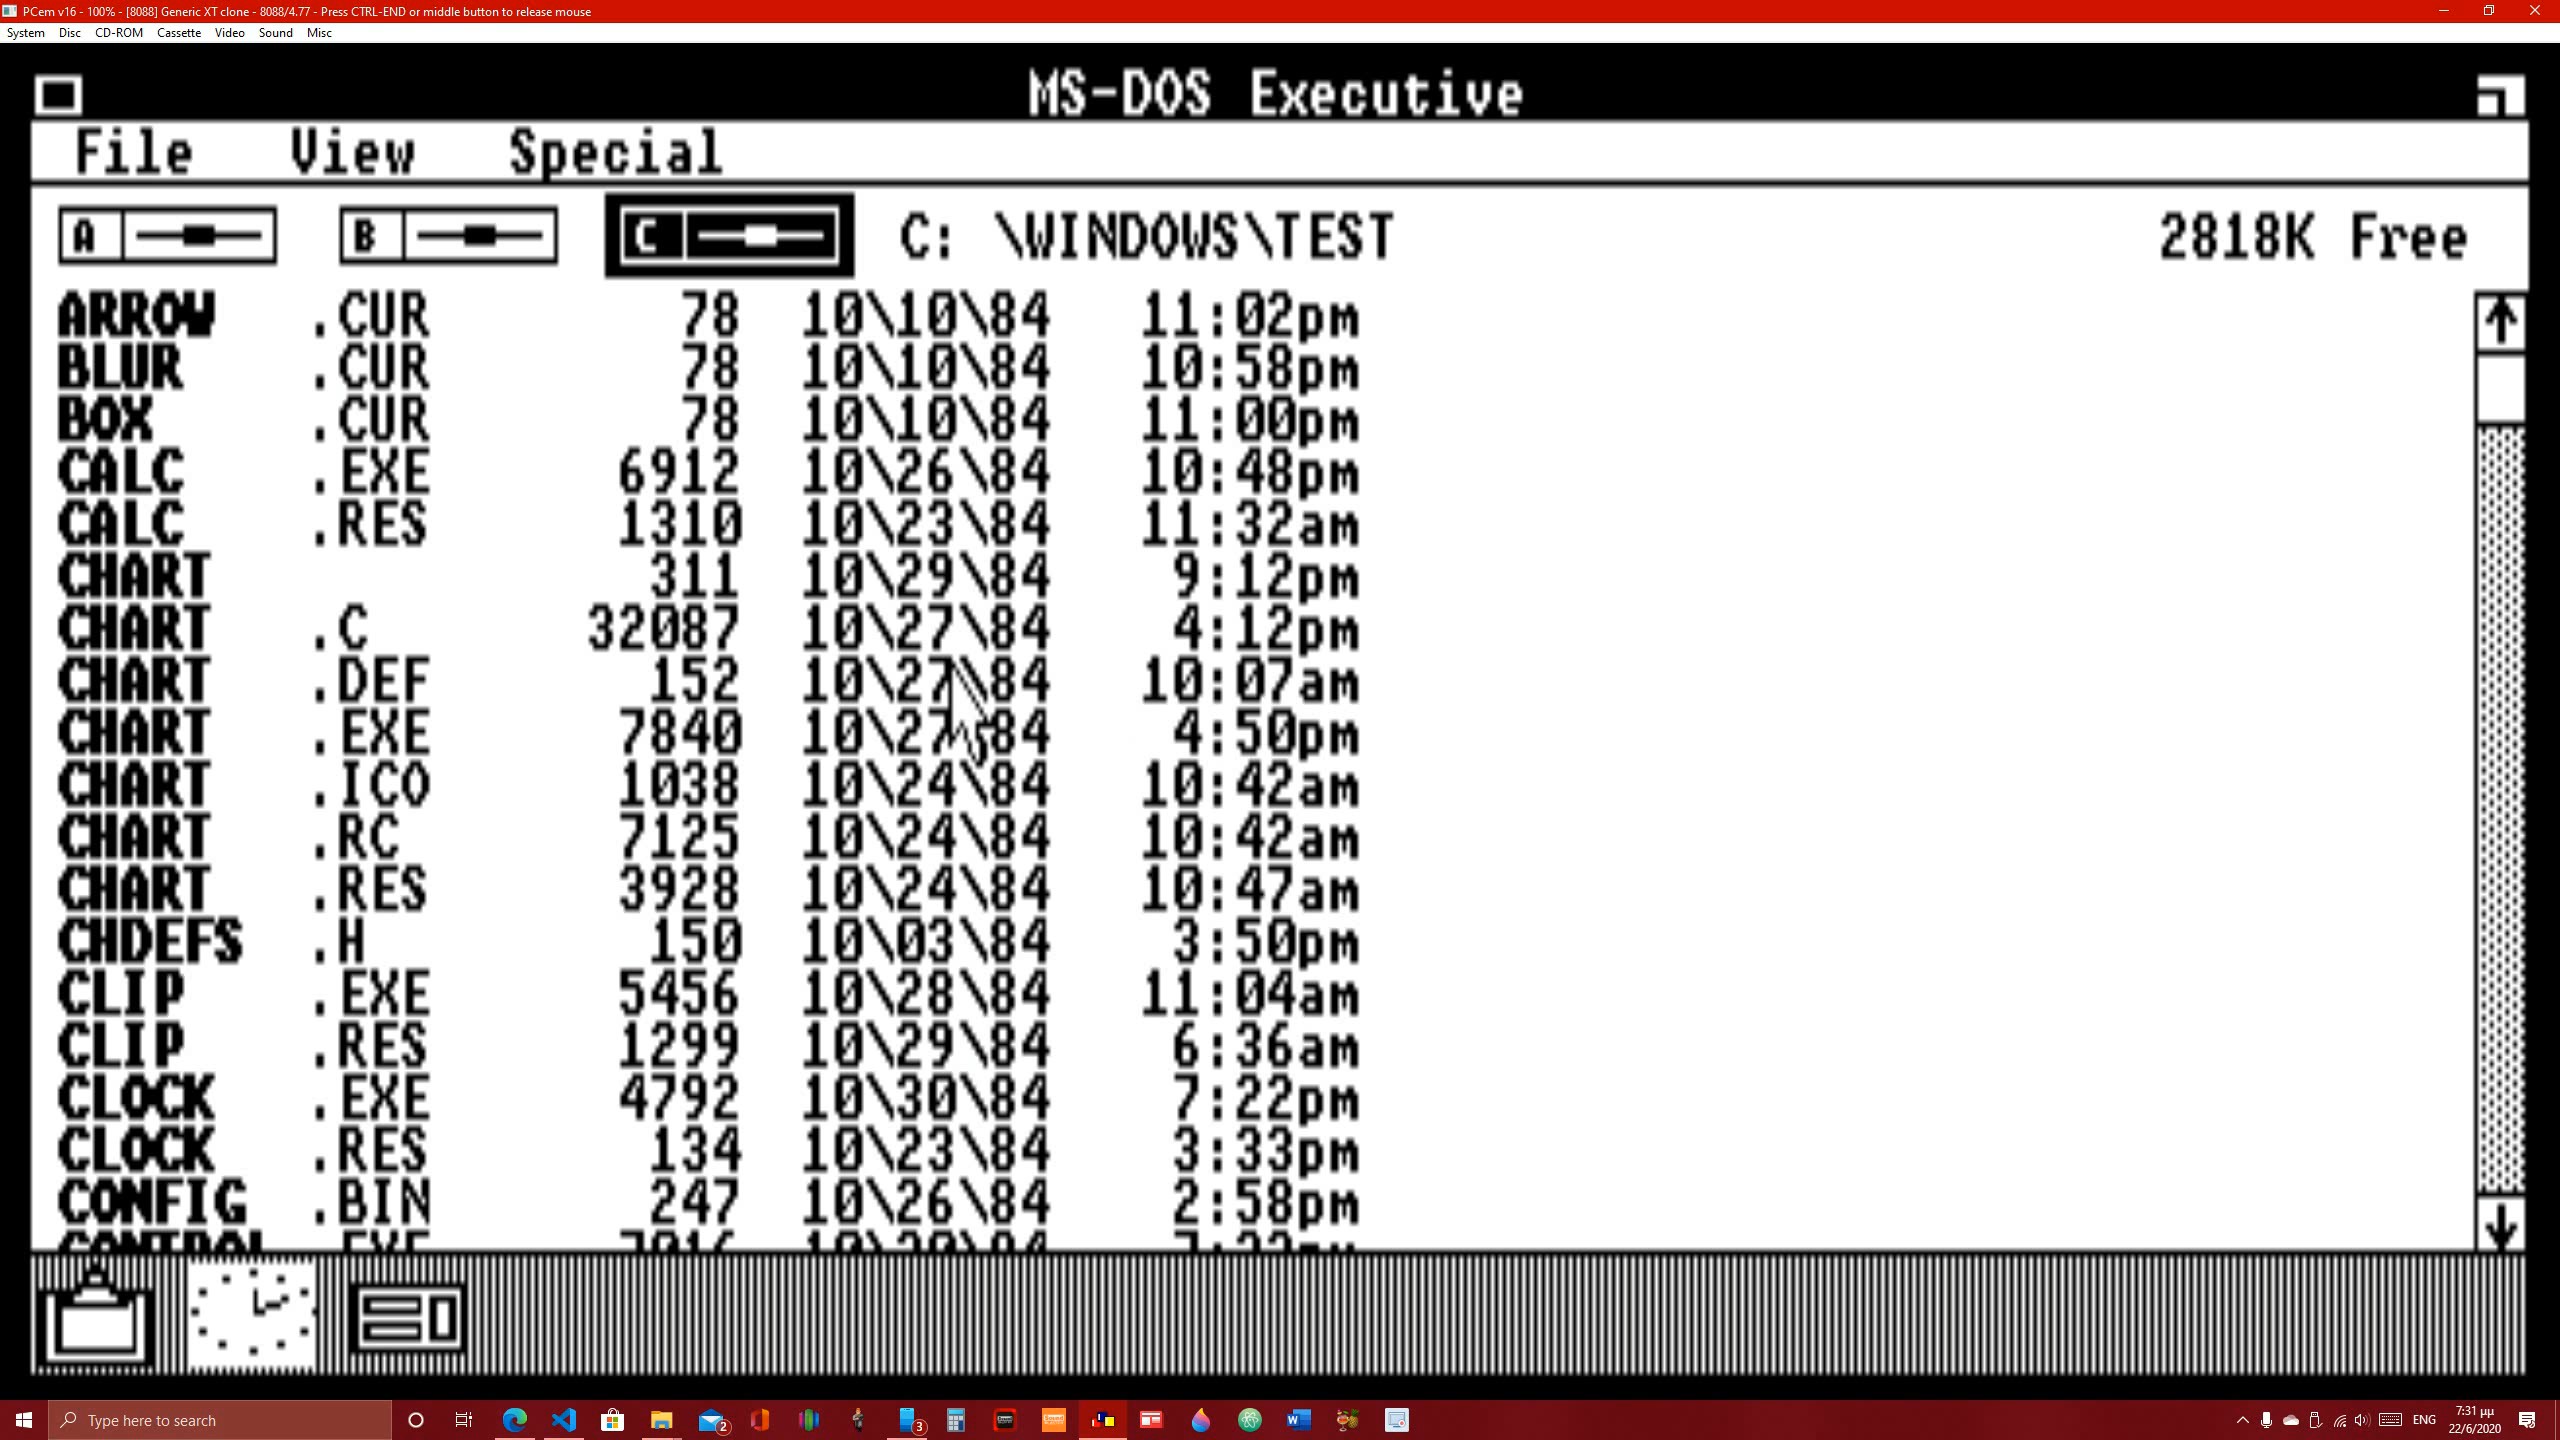 PCem v16 - 100% - [8088] Generic XT clone - 8088/4.77 - Press CTRL-END or middle button to release mouse
System Disc CD-ROM Cassette Video Sound Misc
MS-DOS Executive
File View Special
A B C C: \WINDOWS\TEST 2818K Free
ARROW .CUR 78 10\10\84 11:02pm
BLUR .CUR 78 10\10\84 10:58pm
BOX .CUR 78 10\10\84 11:00pm
CALC .EXE 6912 10\26\84 10:48pm
CALC .RES 1310 10\23\84 11:32am
CHART 311 10\29\84 9:12pm
CHART .C 32087 10\27\84 4:12pm
CHART .DEF 152 10\27\84 10:07am
CHART .EXE 7840 10\27\84 4:50pm
CHART .ICO 1038 10\24\84 10:42am
CHART .RC 7125 10\24\84 10:42am
CHART .RES 3928 10\24\84 10:47am
CHDEFS .H 150 10\03\84 3:50pm
CLIP .EXE 5456 10\28\84 11:04am
CLIP .RES 1299 10\29\84 6:36am
CLOCK .EXE 4792 10\30\84 7:22pm
CLOCK .RES 134 10\23\84 3:33pm
CONFIG .BIN 247 10\26\84 2:58pm
CONTROL .EXE
Type here to search 2 3 ENG 7:31 μμ
22/6/2020